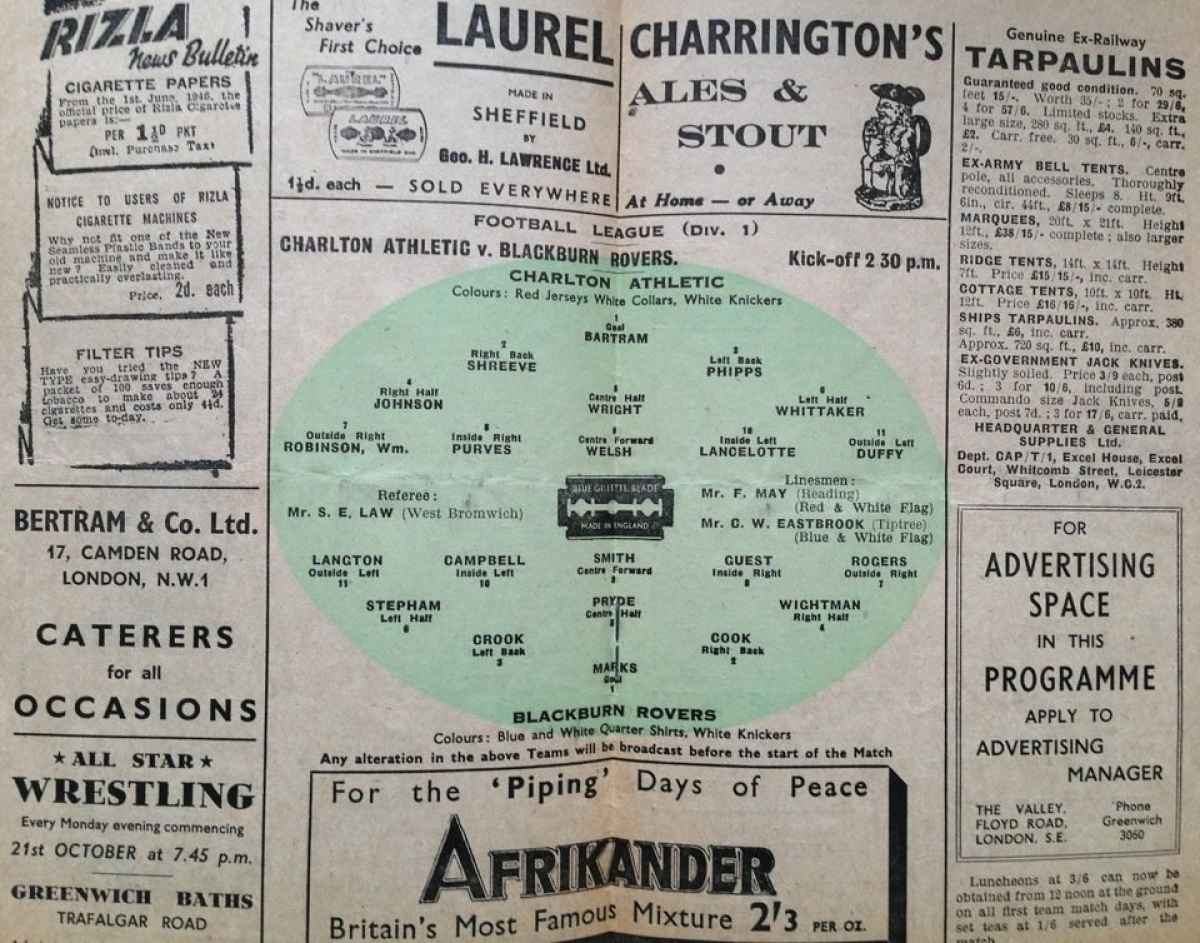 RIZLA
News Bulletin
CIGARETTE PAPERS
From the 1st June, 1946, the
official price of Rizla Cigarette
papers is:—
PER 1½D PKT
(incl. Purchase Tax)
NOTICE TO USERS OF RIZLA
CIGARETTE MACHINES
Why not fit one of the New
Seamless Plastic Bands to your
old machine and make it like
new? Easily cleaned and
practically everlasting.
Price. 2d. each
FILTER TIPS
Have you tried the NEW
TYPE easy-drawing tips? A
packet of 100 saves enough
tobacco to make about 24
cigarettes and costs only 4½d.
Get some to-day.
BERTRAM & Co. Ltd.
17, CAMDEN ROAD,
LONDON, N.W.1
CATERERS
for all
OCCASIONS
★ ALL STAR ★
WRESTLING
Every Monday evening commencing
21st OCTOBER at 7.45 p.m.
GREENWICH BATHS
TRAFALGAR ROAD
The
Shaver's
First Choice
LAUREL
"LAUREL"
LAUREL
MADE IN
SHEFFIELD
BY
Geo. H. LAWRENCE Ltd.
1½d. each — SOLD EVERYWHERE
CHARRINGTON'S
ALES &
STOUT
At Home — or Away
FOOTBALL LEAGUE (Div. 1)
CHARLTON ATHLETIC v. BLACKBURN ROVERS. Kick-off 2 30 p.m.
CHARLTON ATHLETIC
Colours: Red Jerseys White Collars, White Knickers
1
Goal
BARTRAM
2 3
Right Back Left Back
SHREEVE PHIPPS
4 5 6
Right Half Centre Half Left Half
JOHNSON WRIGHT WHITTAKER
7 8 9 10 11
Outside Right Inside Right Centre Forward Inside Left Outside Left
ROBINSON, Wm. PURVES WELSH LANCELOTTE DUFFY
Referee:
Mr. S. E. LAW (West Bromwich)
BLUE GILLETTE BLADE
MADE IN ENGLAND
Linesmen:
Mr. F. MAY (Reading)
(Red & White Flag)
Mr. C. W. EASTBROOK (Tiptree)
(Blue & White Flag)
LANGTON CAMPBELL SMITH GUEST ROGERS
Outside Left Inside Left Centre Forward Inside Right Outside Right
11 10 9 8 7
STEPHAM PRYDE WIGHTMAN
Left Half Centre Half Right Half
6 5 4
CROOK COOK
Left Back Right Back
3 2
MARKS
Goal
1
BLACKBURN ROVERS
Colours: Blue and White Quarter Shirts, White Knickers
Any alteration in the above Teams will be broadcast before the start of the Match
For the 'Piping' Days of Peace
AFRIKANDER
Britain's Most Famous Mixture 2'3 PER OZ.
Genuine Ex-Railway
TARPAULINS
Guaranteed good condition. 70 sq.
feet 15/-. Worth 35/-; 2 for 29/6,
4 for 57/6. Limited stocks. Extra
large size, 280 sq. ft., £4. 140 sq. ft.,
£2. Carr. free. 30 sq. ft., 6/-, carr.
2/-.
EX-ARMY BELL TENTS. Centre
pole, all accessories. Thoroughly
reconditioned. Sleeps 8. Ht. 9ft.
6in., cir. 44ft., £8/15/- complete.
MARQUEES, 20ft. x 21ft. Height
12ft., £38/15/- complete; also larger
sizes.
RIDGE TENTS, 14ft. x 14ft. Height
7ft. Price £15/15/-, inc. carr.
COTTAGE TENTS, 10ft. x 10ft. Ht.
12ft. Price £16/16/-, inc. carr.
SHIPS TARPAULINS. Approx. 380
sq. ft., £6, inc. carr.
Approx. 720 sq. ft., £10, inc. carr.
EX-GOVERNMENT JACK KNIVES.
Slightly soiled. Price 3/9 each, post
6d.; 3 for 10/6, including post.
Commando size Jack Knives, 5/9
each, post 7d.; 3 for 17/6, carr. paid,
HEADQUARTER & GENERAL
SUPPLIES Ltd.
Dept. CAP/T/1, Excel House, Excel
Court, Whitcomb Street, Leicester
Square, London, W.C.2.
FOR
ADVERTISING
SPACE
IN THIS
PROGRAMME
APPLY TO
ADVERTISING
MANAGER
THE VALLEY,
FLOYD ROAD,
LONDON, S.E.
'Phone
Greenwich
3060
Luncheons at 3/6 can now be
obtained from 12 noon at the ground
on all first team match days, with
set teas at 1/6 served after the
match.